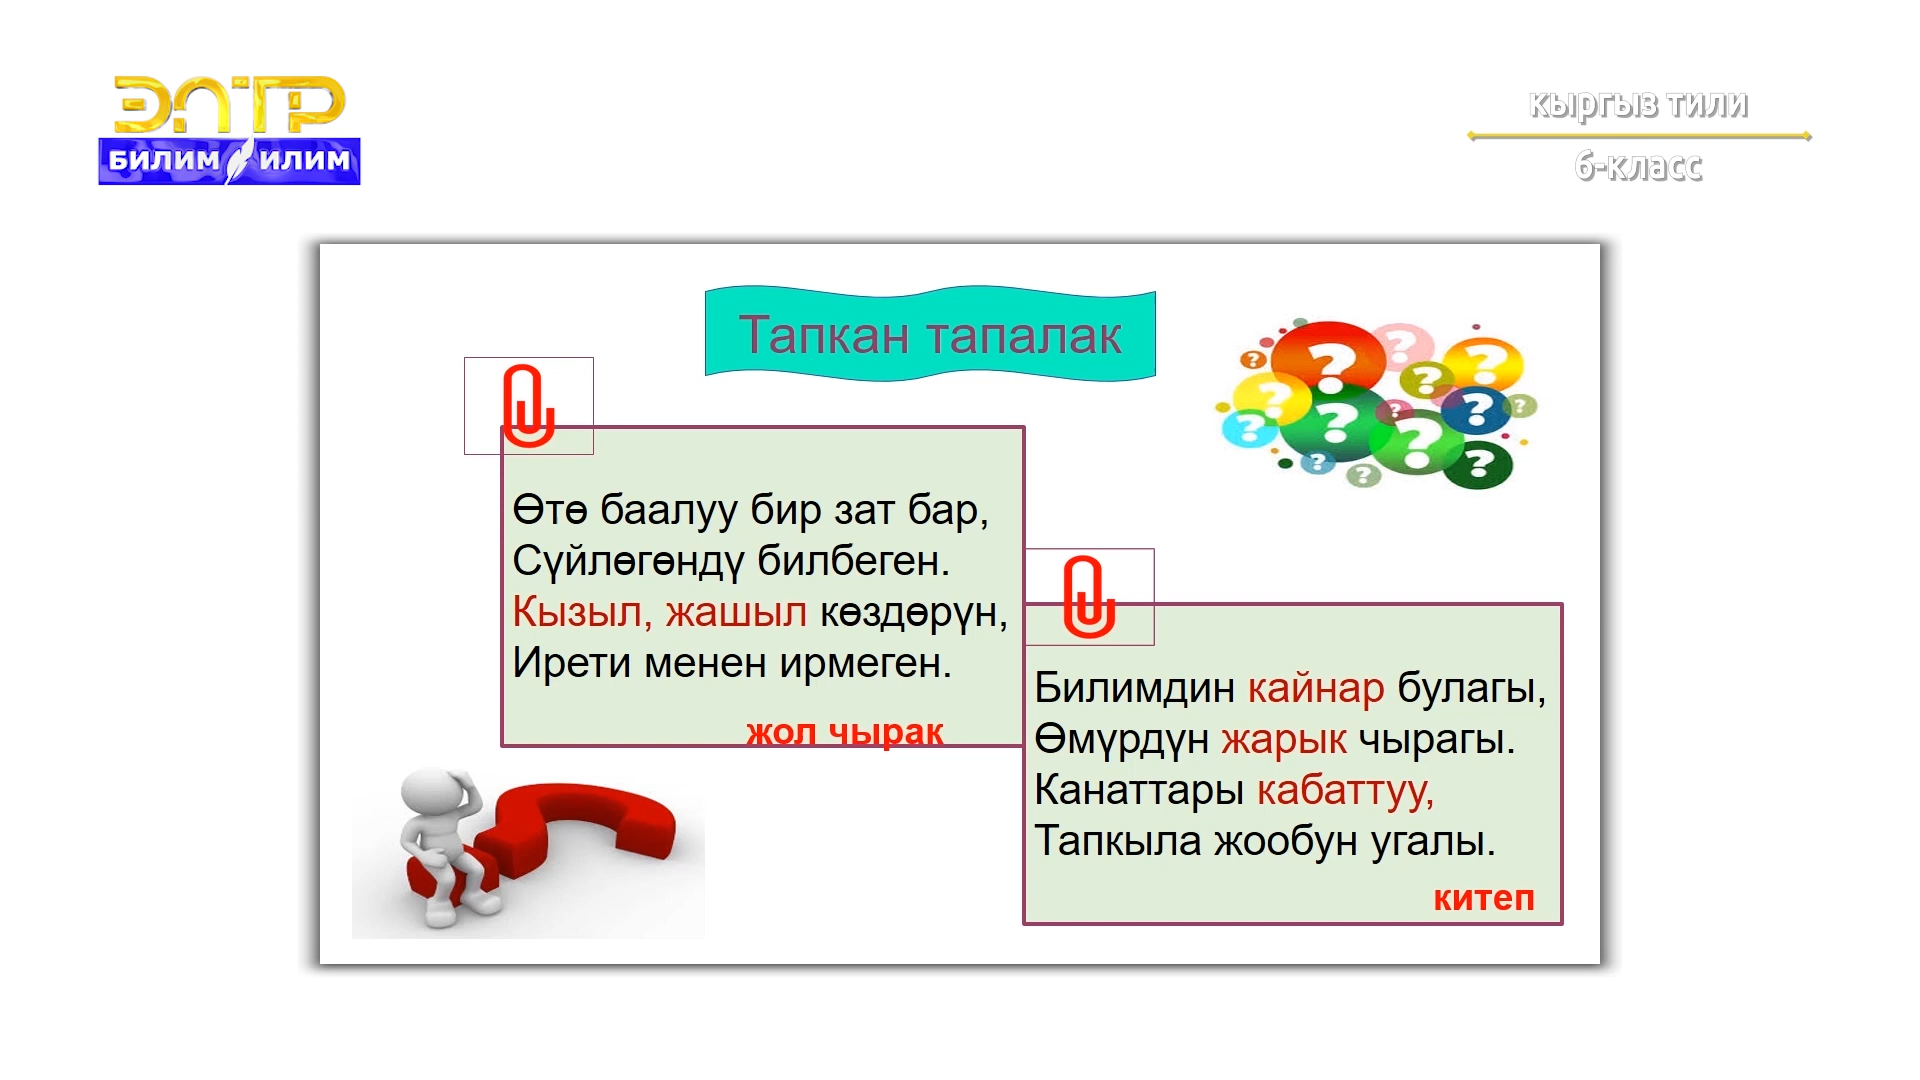 ЭЛТР
БИЛИМ ИЛИМ
кыргыз тили
6-класс
Тапкан тапалак
Өтө баалуу бир зат бар,
Сүйлөгөндү билбеген.
Кызыл, жашыл көздөрүн,
Ирети менен ирмеген.
жол чырак
Билимдин кайнар булагы,
Өмүрдүн жарык чырагы.
Канаттары кабаттуу,
Тапкыла жообун угалы.
китеп